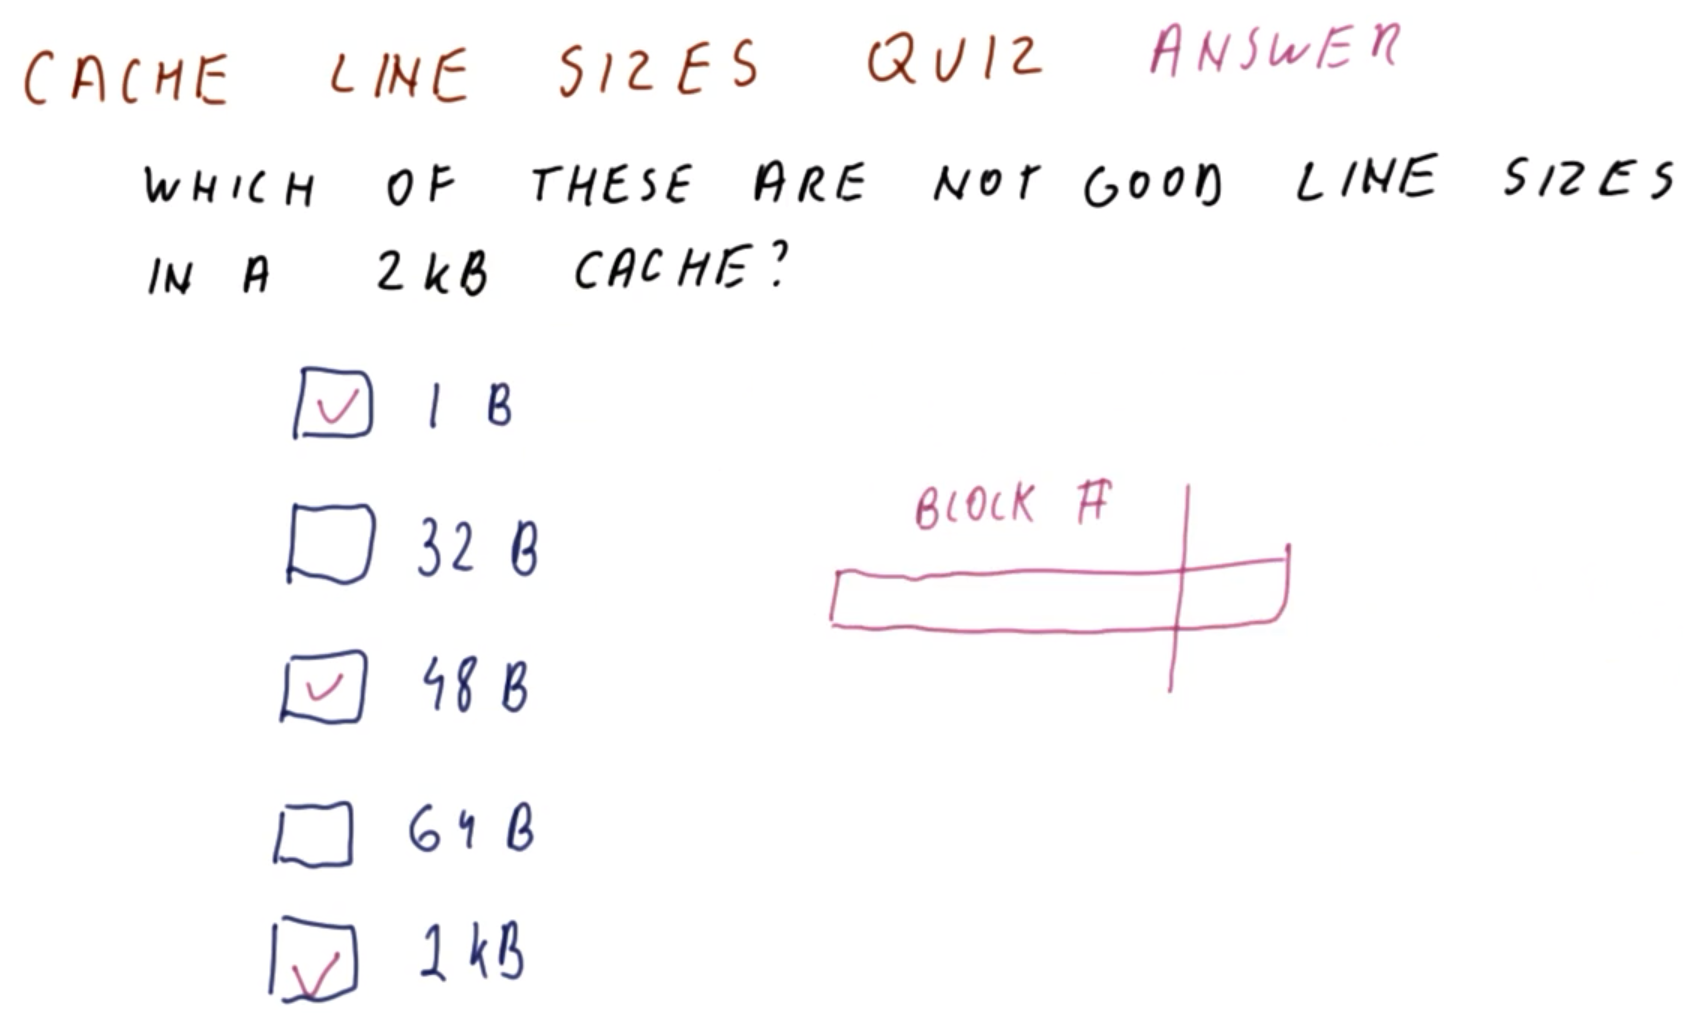 CACHE LINE SIZES QUIZ ANSWER
WHICH OF THESE ARE NOT GOOD LINE SIZES
IN A 2kB CACHE?
1 B
32 B
BLOCK #
48 B
64 B
1 kB